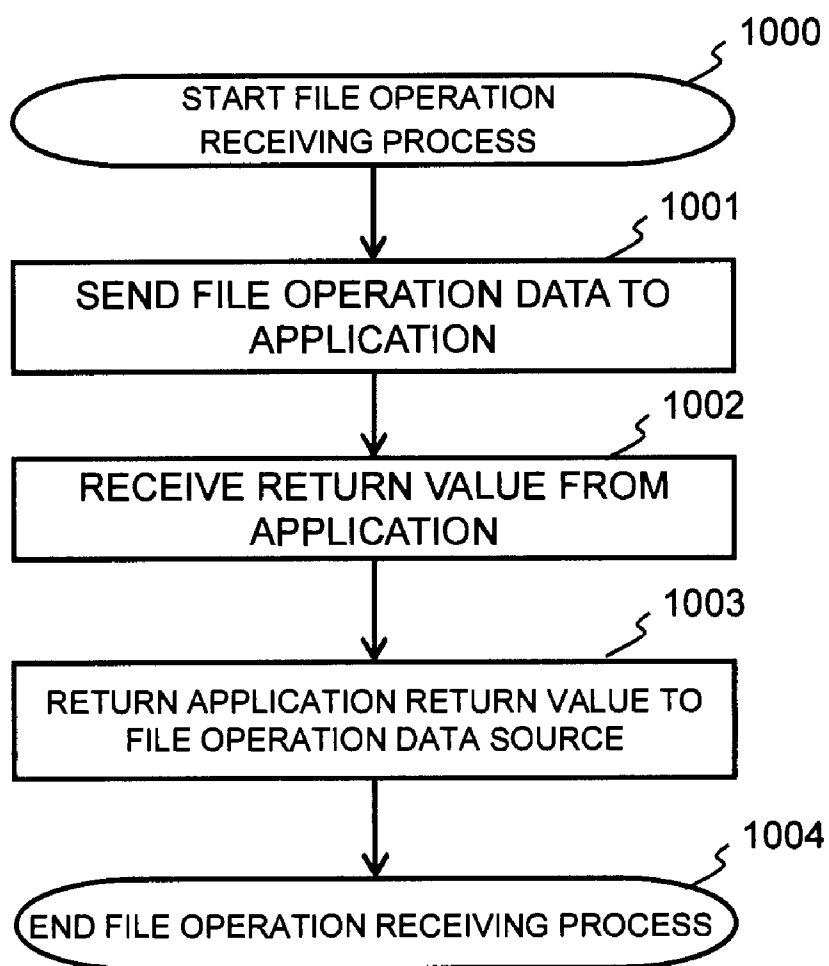 1000
START FILE OPERATION
RECEIVING PROCESS
1001
SEND FILE OPERATION DATA TO
APPLICATION
1002
RECEIVE RETURN VALUE FROM
APPLICATION
1003
RETURN APPLICATION RETURN VALUE TO
FILE OPERATION DATA SOURCE
1004
END FILE OPERATION RECEIVING PROCESS